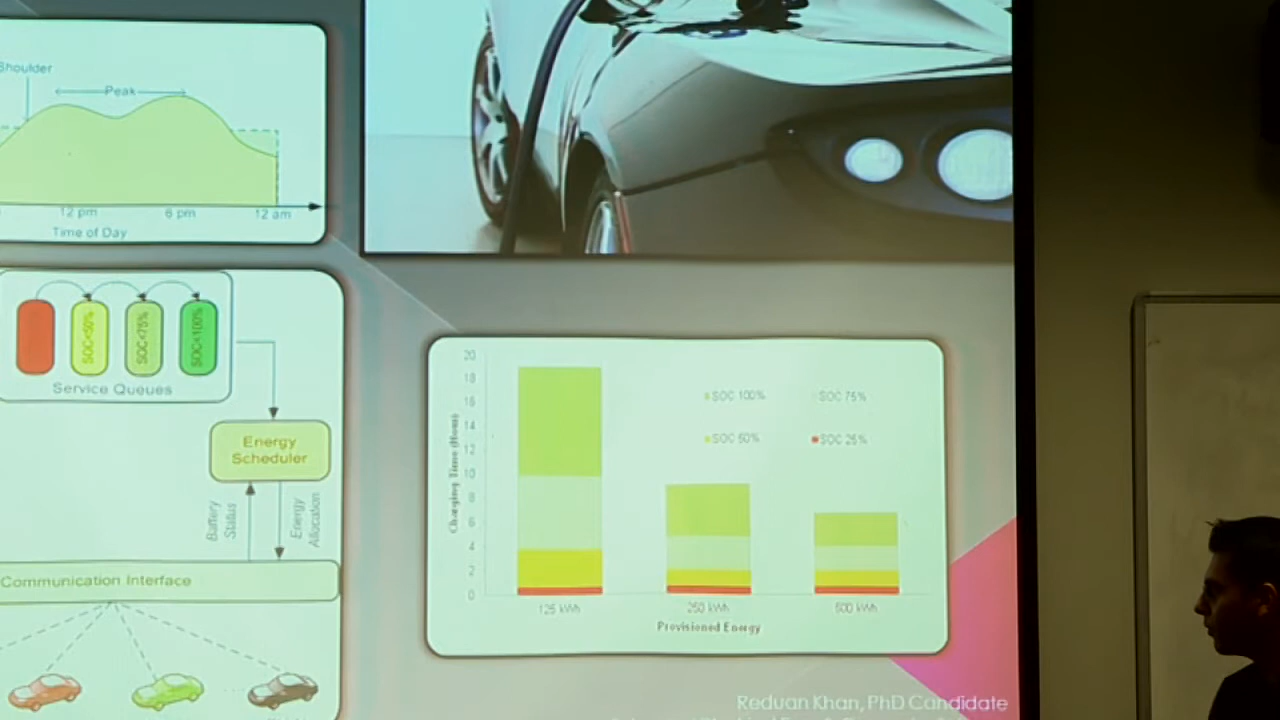 Shoulder
Peak
12 pm 6 pm 12 am
Time of Day
SOC<50%
SOC<75%
SOC<100%
Service Queues
Energy
Scheduler
Battery
Status
Energy
Allocation
Communication Interface
20
18
16
14
12
10
8
6
4
2
0
Charging Time (Hour)
SOC 100% SOC 75%
SOC 50% SOC 25%
125 kWh 250 kWh 500 kWh
Provisioned Energy
Reduan Khan, PhD Candidate